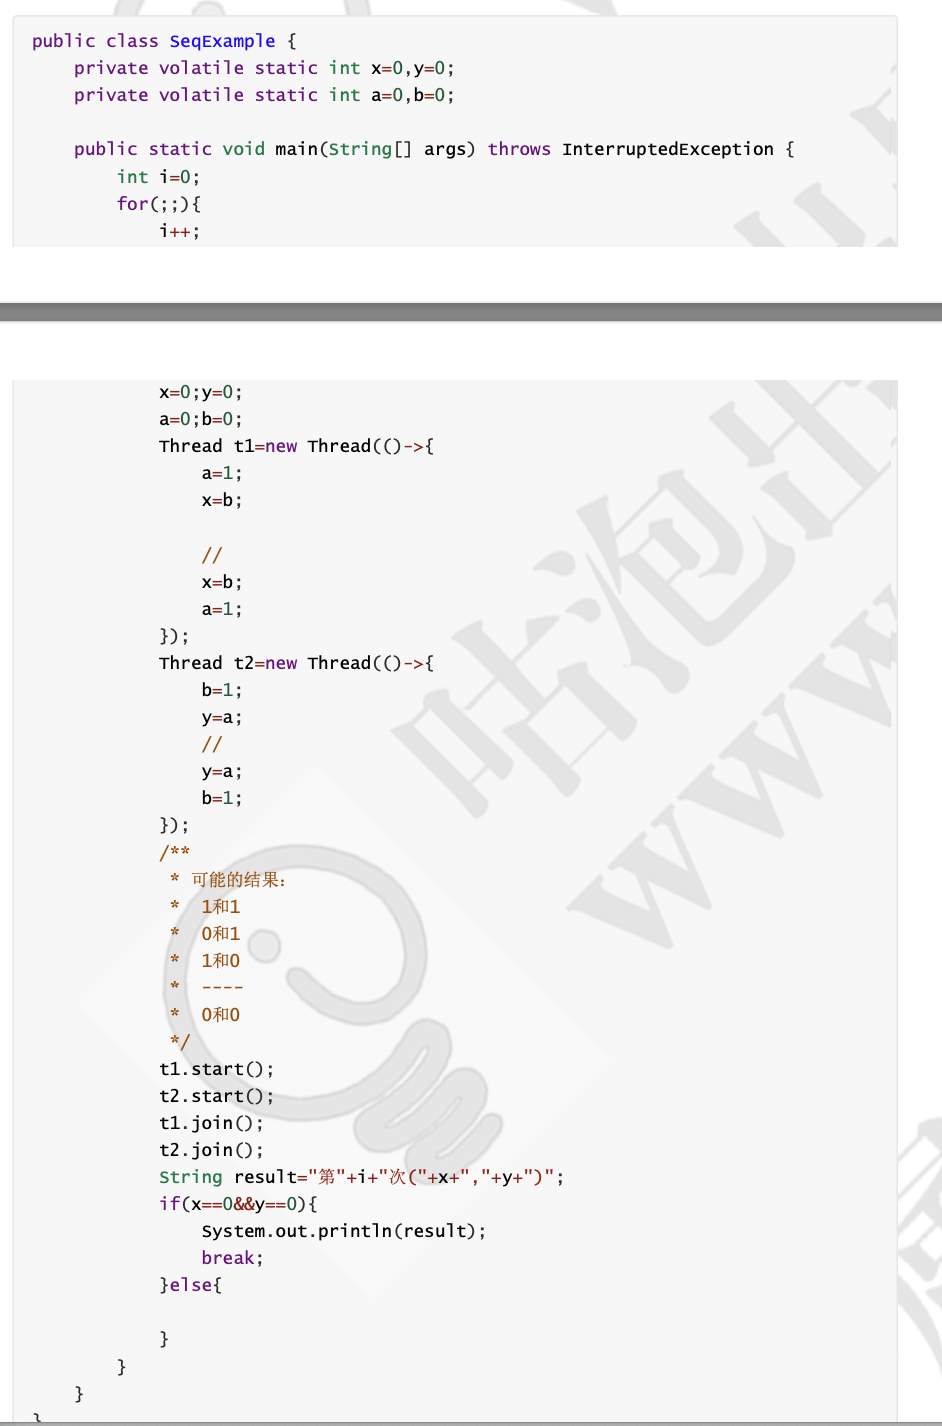 public class SeqExample {
    private volatile static int x=0,y=0;
    private volatile static int a=0,b=0;

    public static void main(String[] args) throws InterruptedException {
        int i=0;
        for(;;){
            i++;
            x=0;y=0;
            a=0;b=0;
            Thread t1=new Thread(()->{
                a=1;
                x=b;

                //
                x=b;
                a=1;
            });
            Thread t2=new Thread(()->{
                b=1;
                y=a;
                //
                y=a;
                b=1;
            });
            /**
             * 可能的结果：
             *  1和1
             *  0和1
             *  1和0
             *  ----
             *  0和0
             */
            t1.start();
            t2.start();
            t1.join();
            t2.join();
            String result="第"+i+"次("+x+","+y+")";
            if(x==0&&y==0){
                System.out.println(result);
                break;
            }else{

            }
        }
    }
}
咕泡出
www